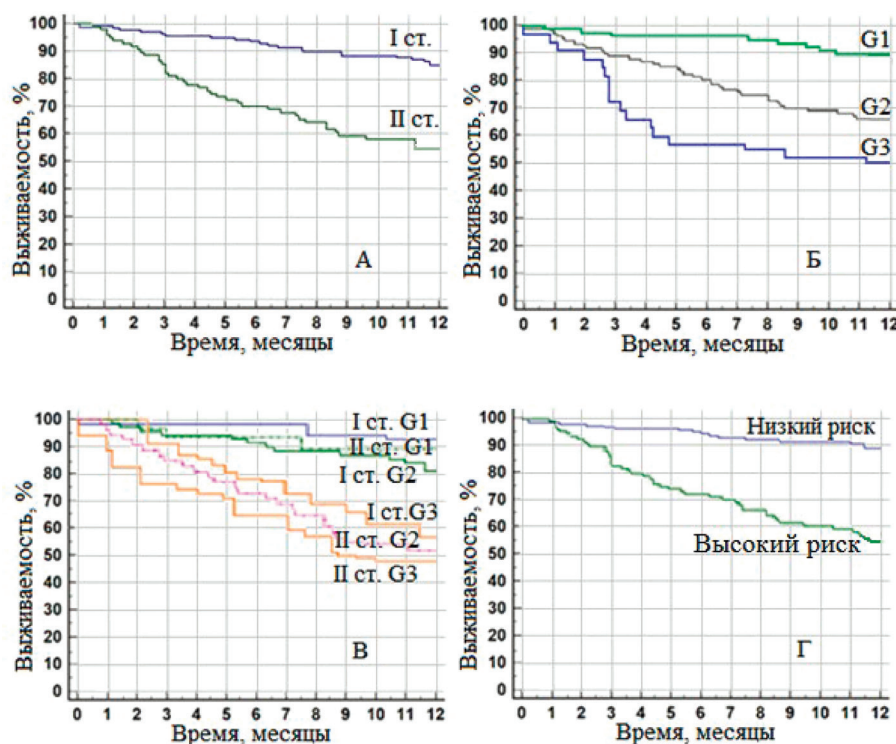 Выживаемость, %
100
90
80
70
60
50
40
30
20
10
0
I ст.
II ст.
А
0 1 2 3 4 5 6 7 8 9 10 11 12
Время, месяцы
Выживаемость, %
100
90
80
70
60
50
40
30
20
10
0
G1
G2
G3
Б
0 1 2 3 4 5 6 7 8 9 10 11 12
Время, месяцы
Выживаемость, %
100
90
80
70
60
50
40
30
20
10
0
I ст. G1
II ст. G1
I ст. G2
I ст.G3
II ст. G2
II ст. G3
В
0 1 2 3 4 5 6 7 8 9 10 11 12
Время, месяцы
Выживаемость, %
100
90
80
70
60
50
40
30
20
10
0
Низкий риск
Высокий риск
Г
0 1 2 3 4 5 6 7 8 9 10 11 12
Время, месяцы